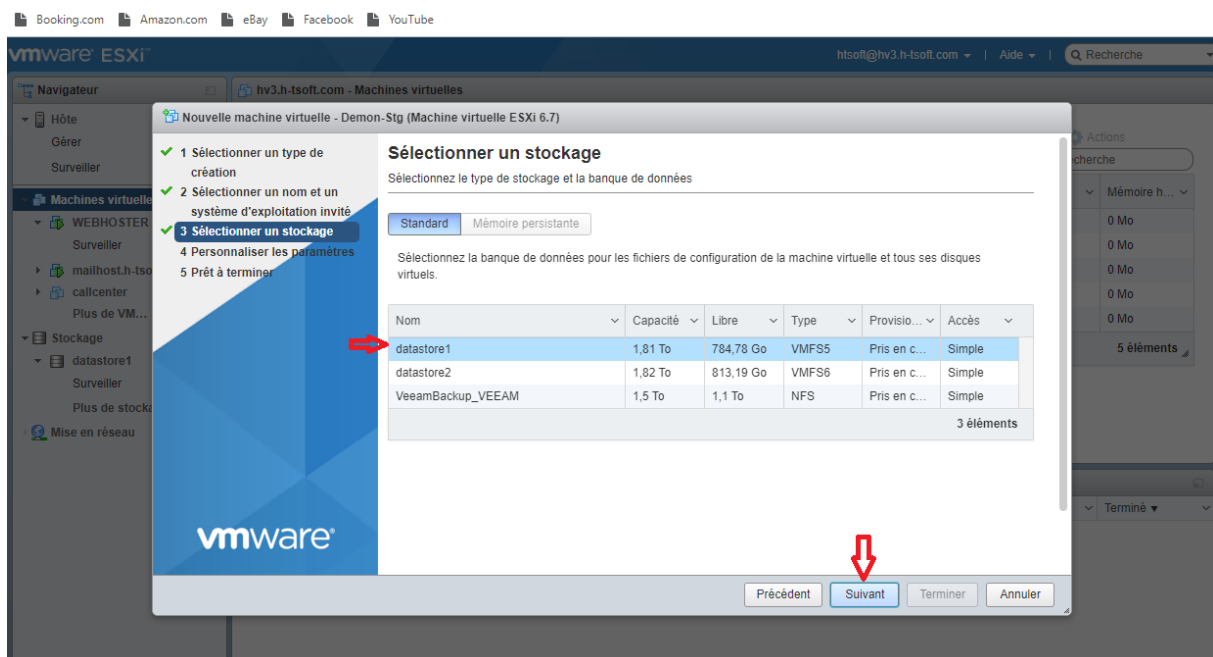 Booking.com Amazon.com eBay Facebook YouTube
vmware ESXi™
htsoft@hv3.h-tsoft.com | Aide | Recherche
Navigateur
hv3.h-tsoft.com - Machines virtuelles
Hôte
Gérer
Surveiller
Machines virtuelle
WEBHOSTER
Surveiller
mailhost.h-tso
callcenter
Plus de VM...
Stockage
datastore1
Surveiller
Plus de stocka
Mise en réseau
Nouvelle machine virtuelle - Demon-Stg (Machine virtuelle ESXi 6.7)
1 Sélectionner un type de
création
2 Sélectionner un nom et un
système d'exploitation invité
3 Sélectionner un stockage
4 Personnaliser les paramètres
5 Prêt à terminer
vmware®
Sélectionner un stockage
Sélectionnez le type de stockage et la banque de données
Standard Mémoire persistante
Sélectionnez la banque de données pour les fichiers de configuration de la machine virtuelle et tous ses disques
virtuels.
Nom Capacité Libre Type Provisio... Accès
datastore1 1,81 To 784,78 Go VMFS5 Pris en c... Simple
datastore2 1,82 To 813,19 Go VMFS6 Pris en c... Simple
VeeamBackup_VEEAM 1,5 To 1,1 To NFS Pris en c... Simple
3 éléments
Précédent Suivant Terminer Annuler
Actions
cherche
Mémoire h...
0 Mo
0 Mo
0 Mo
0 Mo
0 Mo
5 éléments
Terminé